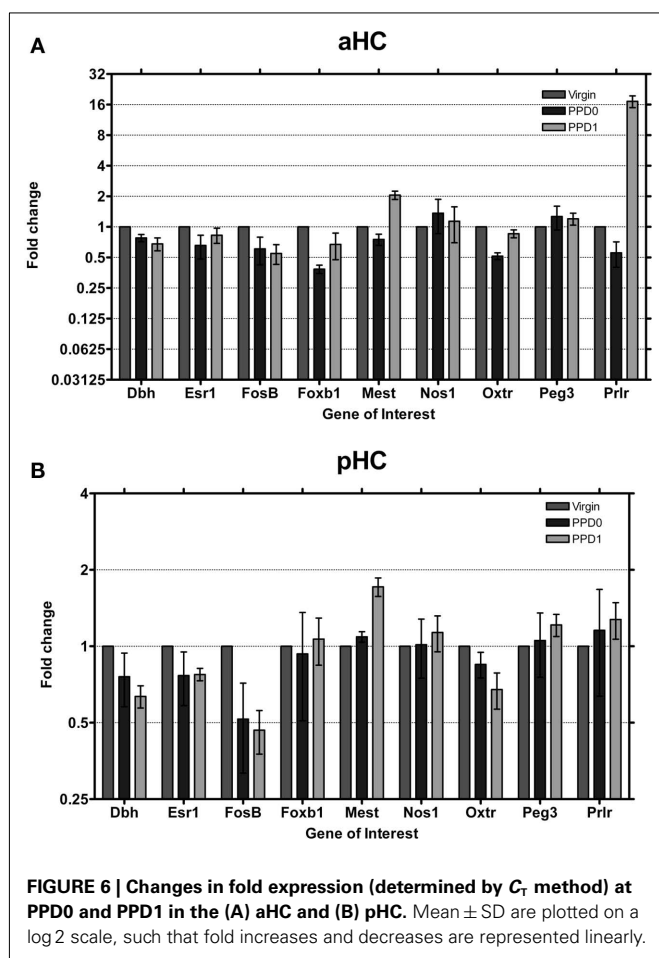 A
aHC
32
16
8
4
2
1
0.5
0.25
0.125
0.0625
0.03125
Fold change
Virgin
PPD0
PPD1
Dbh Esr1 FosB Foxb1 Mest Nos1 Oxtr Peg3 Prlr
Gene of Interest
B
pHC
4
2
1
0.5
0.25
Fold change
Virgin
PPD0
PPD1
Dbh Esr1 FosB Foxb1 Mest Nos1 Oxtr Peg3 Prlr
Gene of Interest
FIGURE 6 | Changes in fold expression (determined by CT method) at
PPD0 and PPD1 in the (A) aHC and (B) pHC. Mean ± SD are plotted on a
log 2 scale, such that fold increases and decreases are represented linearly.